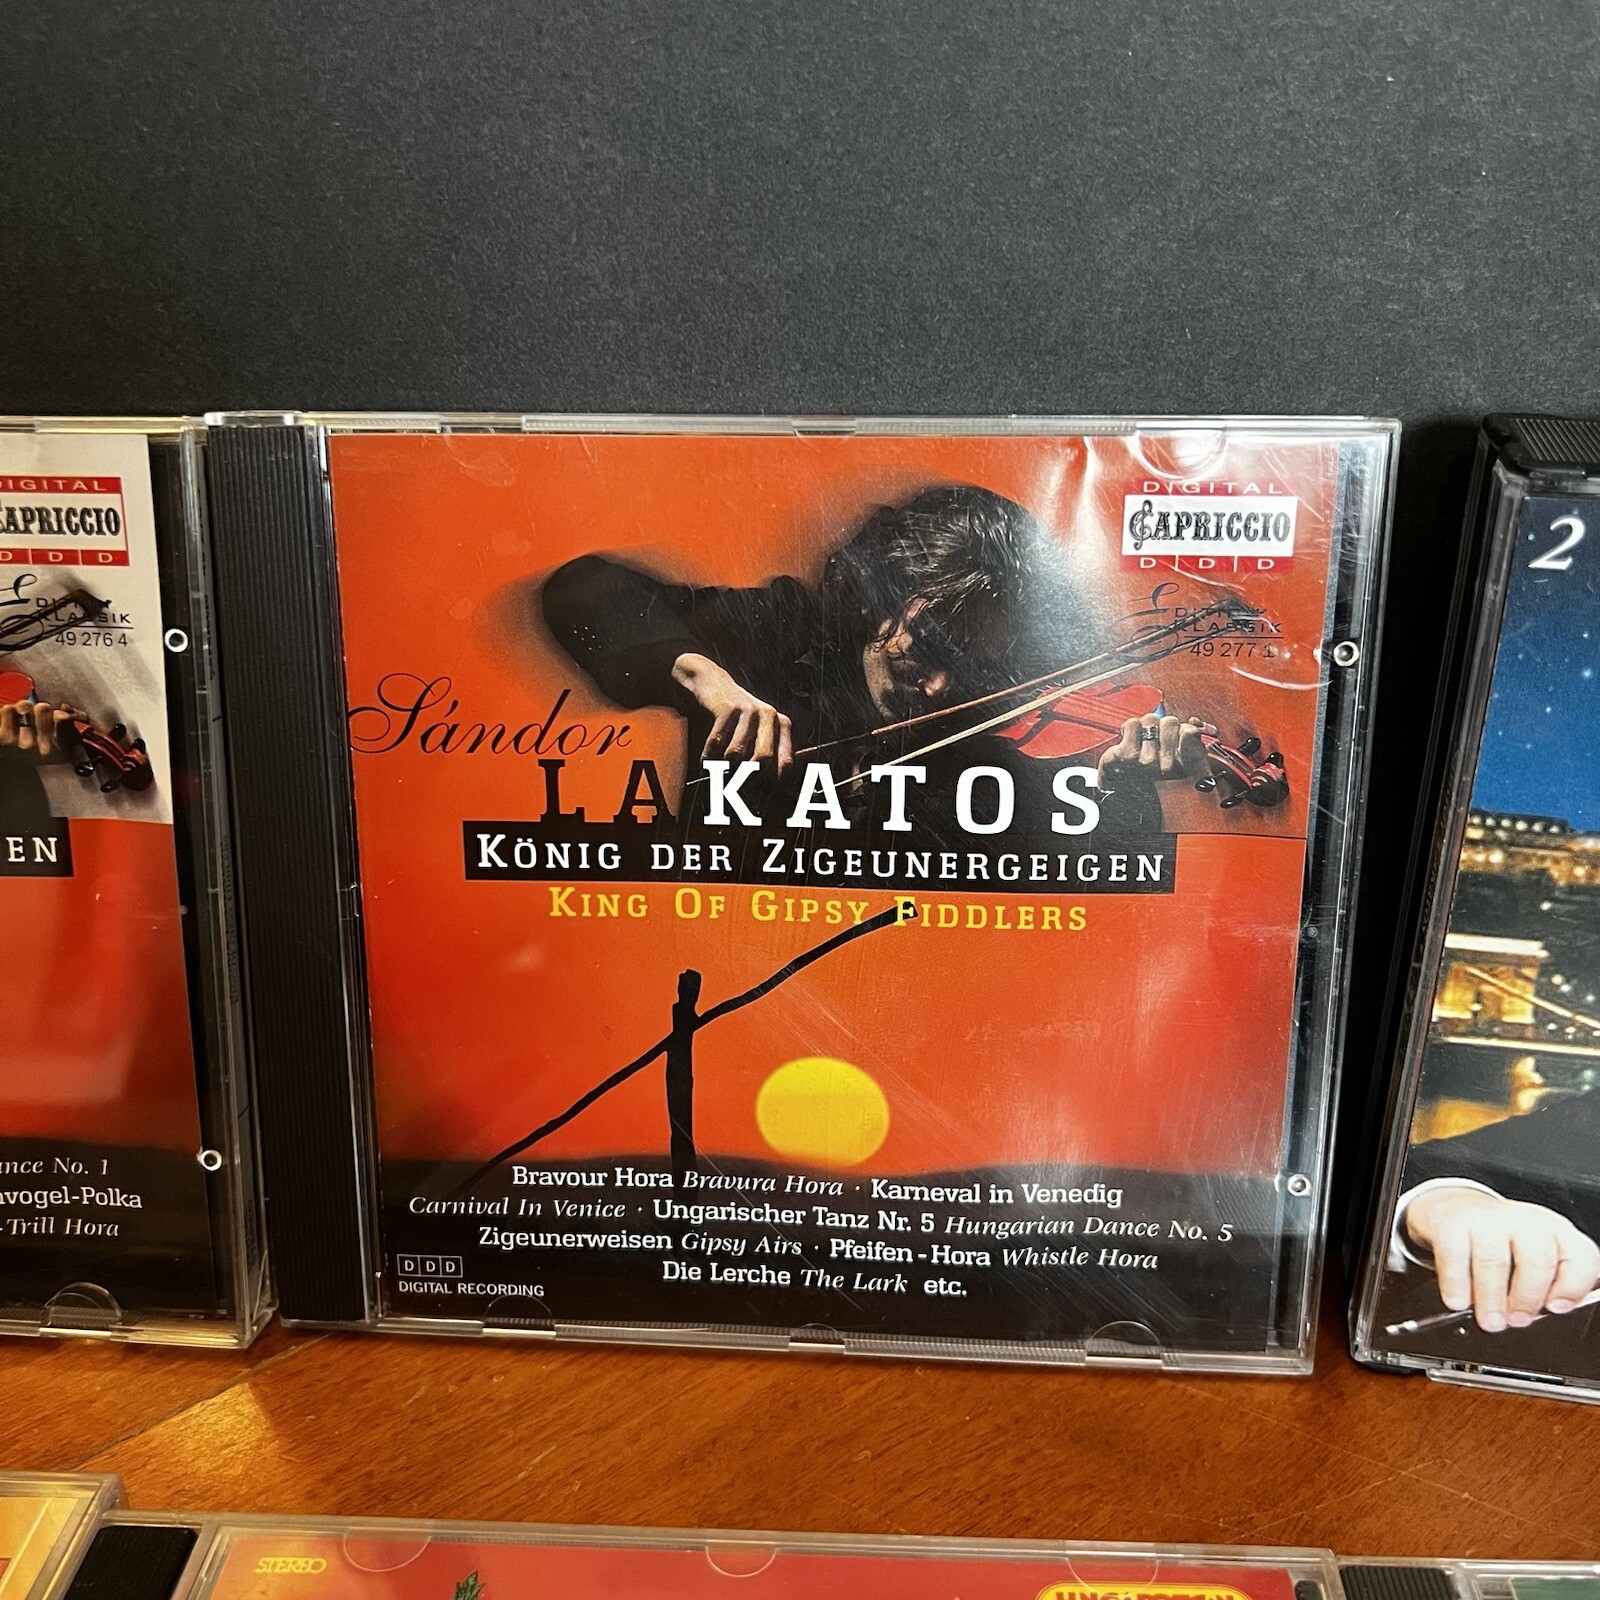 DIGITAL
CAPRICCIO
D D D
EDITION
KLASSIK
49 276 4
EN
No. 1
vogel-Polka
Trill Hora
DIGITAL
CAPRICCIO
D D D
EDITION
KLASSIK
49 277 1
Sándor
LAKATOS
KÖNIG DER ZIGEUNERGEIGEN
KING OF GIPSY FIDDLERS
Bravour Hora Bravura Hora · Karneval in Venedig
Carnival In Venice · Ungarischer Tanz Nr. 5 Hungarian Dance No. 5
Zigeunerweisen Gipsy Airs · Pfeifen-Hora Whistle Hora
Die Lerche The Lark etc.
DDD
DIGITAL RECORDING
2
STEREO